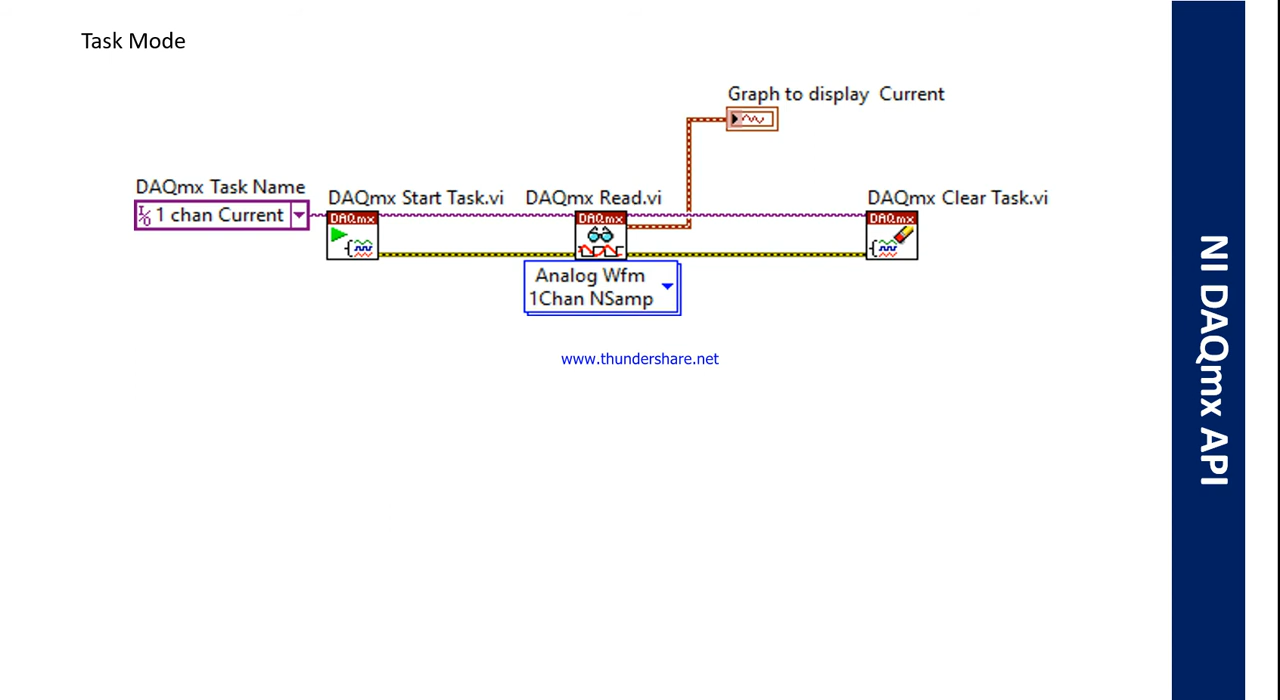 Task Mode
Graph to display  Current
DAQmx Task Name
1 chan Current
DAQmx Start Task.vi
DAQmx Read.vi
DAQmx Clear Task.vi
I/O
DAQmx
DAQmx
DAQmx
Analog Wfm
1Chan NSamp
www.thundershare.net
NI DAQmx API